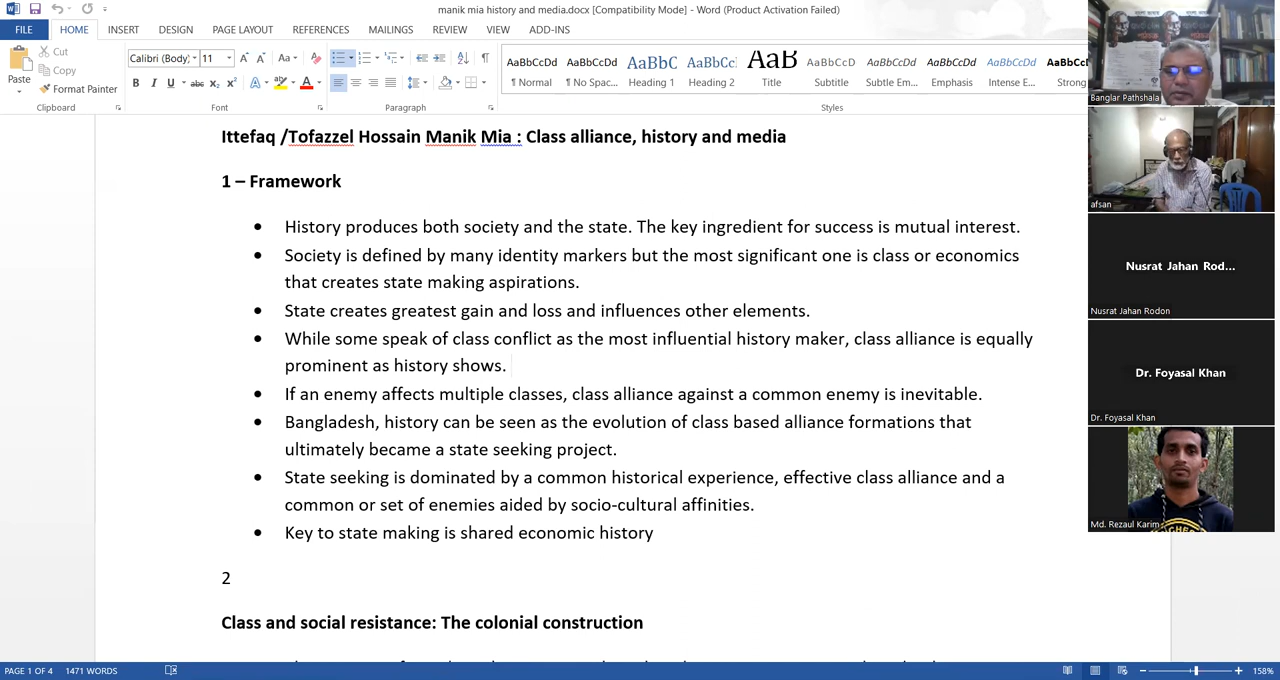 manik mia history and media.docx [Compatibility Mode] - Word (Product Activation Failed)
FILE HOME INSERT DESIGN PAGE LAYOUT REFERENCES MAILINGS REVIEW VIEW ADD-INS
Paste
Cut
Copy
Format Painter
Clipboard
Calibri (Body) 11
Font
Paragraph
AaBbCcDd AaBbCcDd AaBbC AaBbCc AaB AaBbCcD AaBbCcDd AaBbCcDd AaBbCcDd AaBbCc
¶ Normal ¶ No Spac... Heading 1 Heading 2 Title Subtitle Subtle Em... Emphasis Intense E... Strong
Styles
Ittefaq /Tofazzel Hossain Manik Mia : Class alliance, history and media
1 – Framework
• History produces both society and the state. The key ingredient for success is mutual interest.
• Society is defined by many identity markers but the most significant one is class or economics
that creates state making aspirations.
• State creates greatest gain and loss and influences other elements.
• While some speak of class conflict as the most influential history maker, class alliance is equally
prominent as history shows.
• If an enemy affects multiple classes, class alliance against a common enemy is inevitable.
• Bangladesh, history can be seen as the evolution of class based alliance formations that
ultimately became a state seeking project.
• State seeking is dominated by a common historical experience, effective class alliance and a
common or set of enemies aided by socio-cultural affinities.
• Key to state making is shared economic history
2
Class and social resistance: The colonial construction
PAGE 1 OF 4 1471 WORDS
158%
Banglar Pathshala
afsan
Nusrat Jahan Rod...
Nusrat Jahan Rodon
Dr. Foyasal Khan
Dr. Foyasal Khan
Md. Rezaul Karim